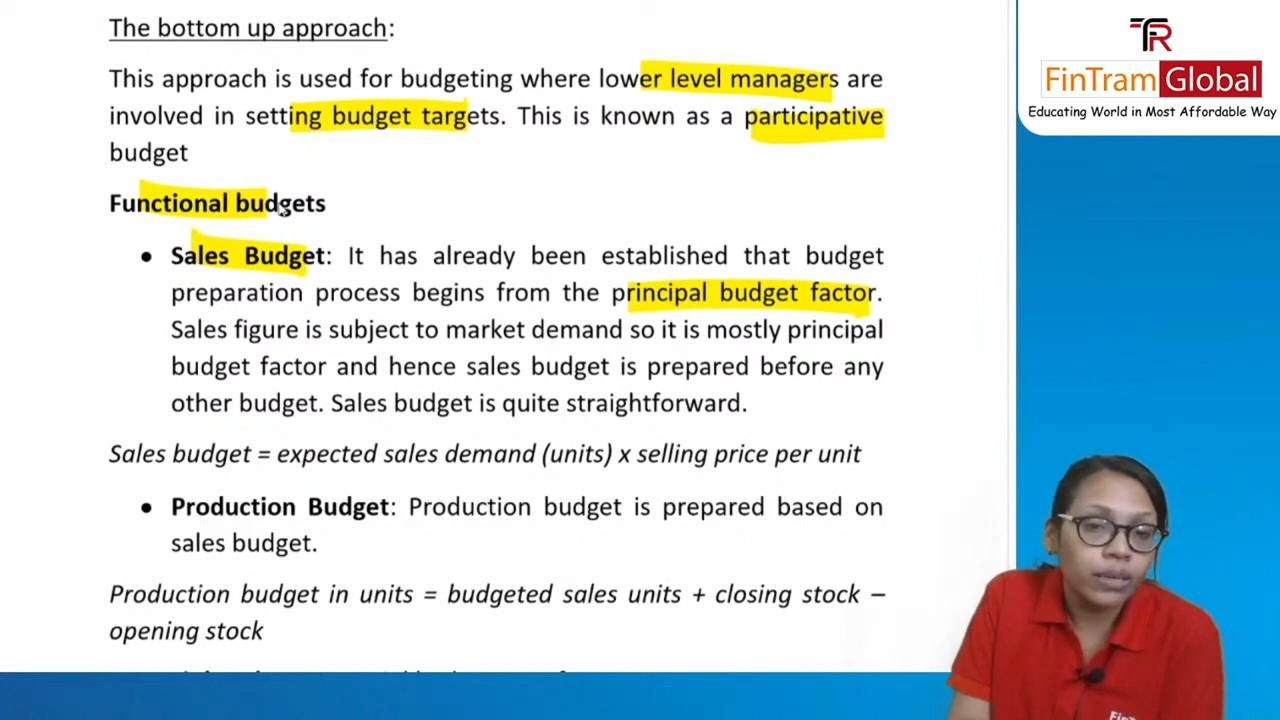 The bottom up approach:
This approach is used for budgeting where lower level managers are
involved in setting budget targets. This is known as a participative
budget
Functional budgets
• Sales Budget: It has already been established that budget
preparation process begins from the principal budget factor.
Sales figure is subject to market demand so it is mostly principal
budget factor and hence sales budget is prepared before any
other budget. Sales budget is quite straightforward.
Sales budget = expected sales demand (units) x selling price per unit
• Production Budget: Production budget is prepared based on
sales budget.
Production budget in units = budgeted sales units + closing stock –
opening stock
FinTram Global
Educating World in Most Affordable Way